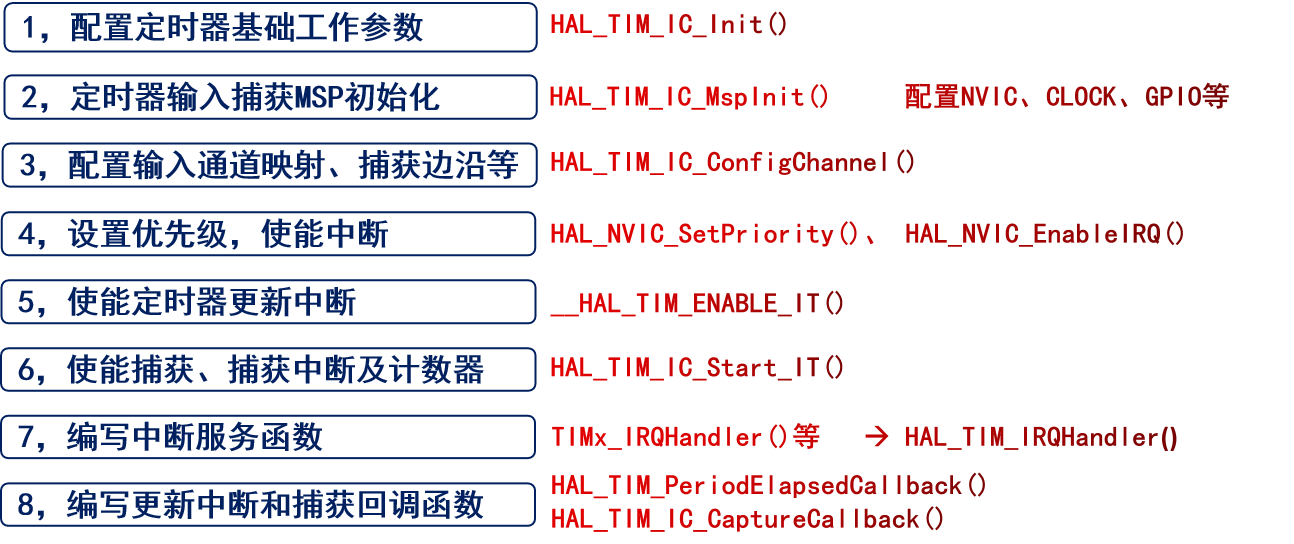 1，配置定时器基础工作参数 HAL_TIM_IC_Init()
2，定时器输入捕获MSP初始化 HAL_TIM_IC_MspInit() 配置NVIC、CLOCK、GPIO等
3，配置输入通道映射、捕获边沿等 HAL_TIM_IC_ConfigChannel()
4，设置优先级，使能中断 HAL_NVIC_SetPriority()、 HAL_NVIC_EnableIRQ()
5，使能定时器更新中断 __HAL_TIM_ENABLE_IT()
6，使能捕获、捕获中断及计数器 HAL_TIM_IC_Start_IT()
7，编写中断服务函数 TIMx_IRQHandler()等 → HAL_TIM_IRQHandler()
8，编写更新中断和捕获回调函数 HAL_TIM_PeriodElapsedCallback()
HAL_TIM_IC_CaptureCallback()